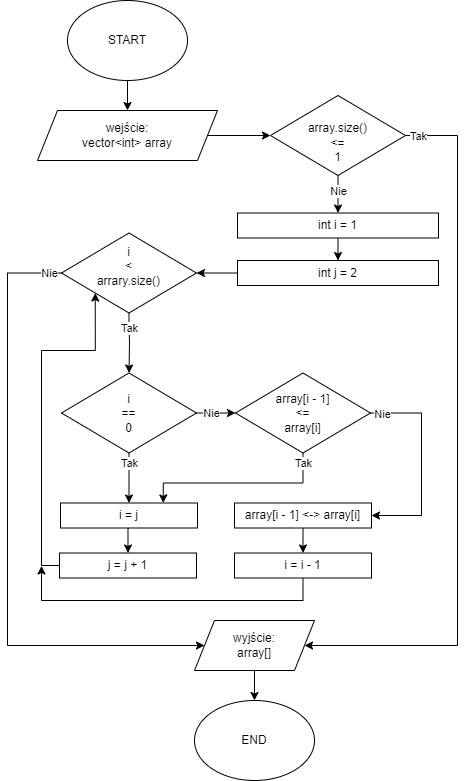 START
wejście:
vector<int> array
array.size()
<=
1
Tak
Nie
int i = 1
int j = 2
i
<
arrary.size()
Nie
Tak
i
==
0
Nie
array[i - 1]
<=
array[i]
Nie
Tak
Tak
i = j
array[i - 1] <-> array[i]
j = j + 1
i = i - 1
wyjście:
array[]
END